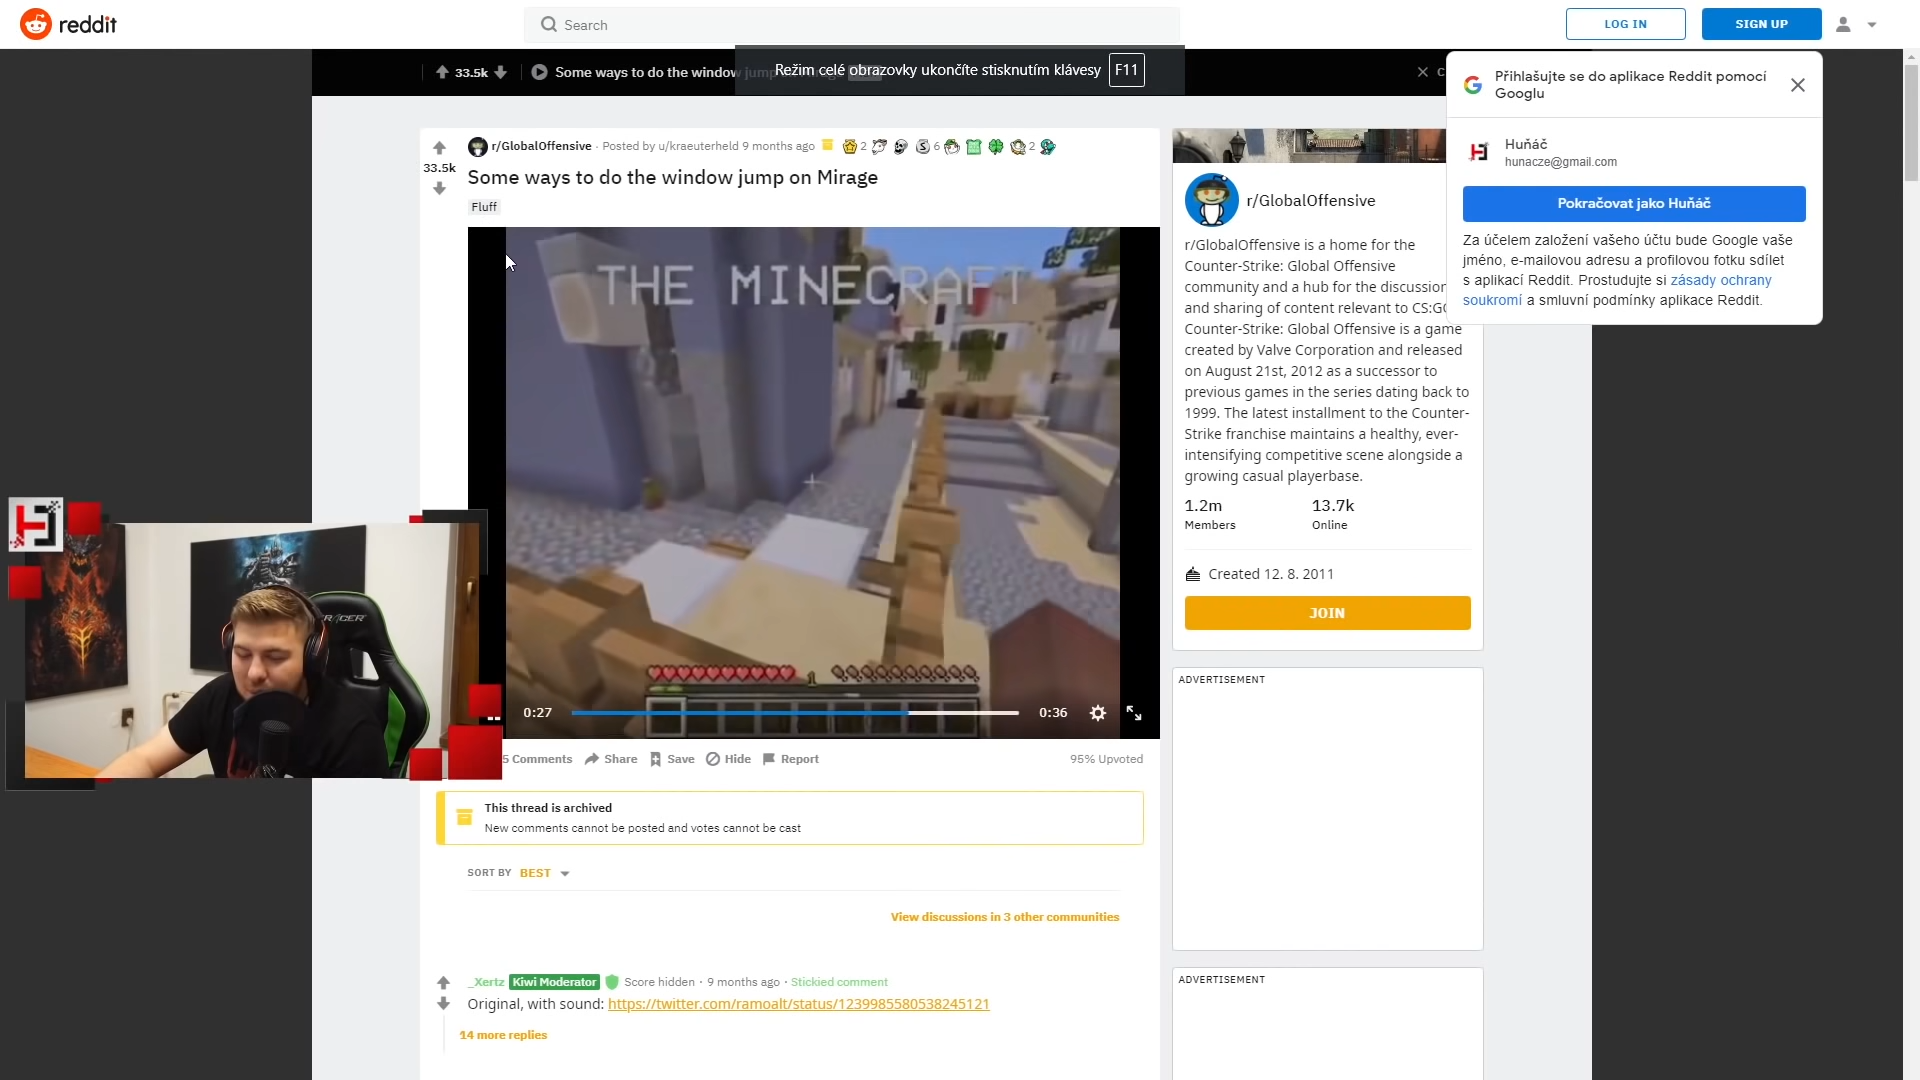 reddit
Search
LOG IN
SIGN UP
33.5k
Some ways to do the window jump
Režim celé obrazovky ukončíte stisknutím klávesy F11
Přihlašujte se do aplikace Reddit pomocí
Googlu
Huňáč
hunacze@gmail.com
Pokračovat jako Huňáč
Za účelem založení vašeho účtu bude Google vaše
jméno, e-mailovou adresu a profilovou fotku sdílet
s aplikací Reddit. Prostudujte si zásady ochrany
soukromí a smluvní podmínky aplikace Reddit.
r/GlobalOffensive · Posted by u/kraeuterheld 9 months ago 2 6 2
33.5k
Some ways to do the window jump on Mirage
Fluff
THE MINECRAFT
1
0:27
0:36
5 Comments
Share
Save
Hide
Report
95% Upvoted
This thread is archived
New comments cannot be posted and votes cannot be cast
SORT BY BEST
View discussions in 3 other communities
_Xertz Kiwi Moderator Score hidden · 9 months ago · Stickied comment
Original, with sound: https://twitter.com/ramoalt/status/1239985580538245121
14 more replies
r/GlobalOffensive
r/GlobalOffensive is a home for the
Counter-Strike: Global Offensive
community and a hub for the discussion
and sharing of content relevant to CS:GO
Counter-Strike: Global Offensive is a game
created by Valve Corporation and released
on August 21st, 2012 as a successor to
previous games in the series dating back to
1999. The latest installment to the Counter-
Strike franchise maintains a healthy, ever-
intensifying competitive scene alongside a
growing casual playerbase.
1.2m
Members
13.7k
Online
Created 12. 8. 2011
JOIN
ADVERTISEMENT
ADVERTISEMENT